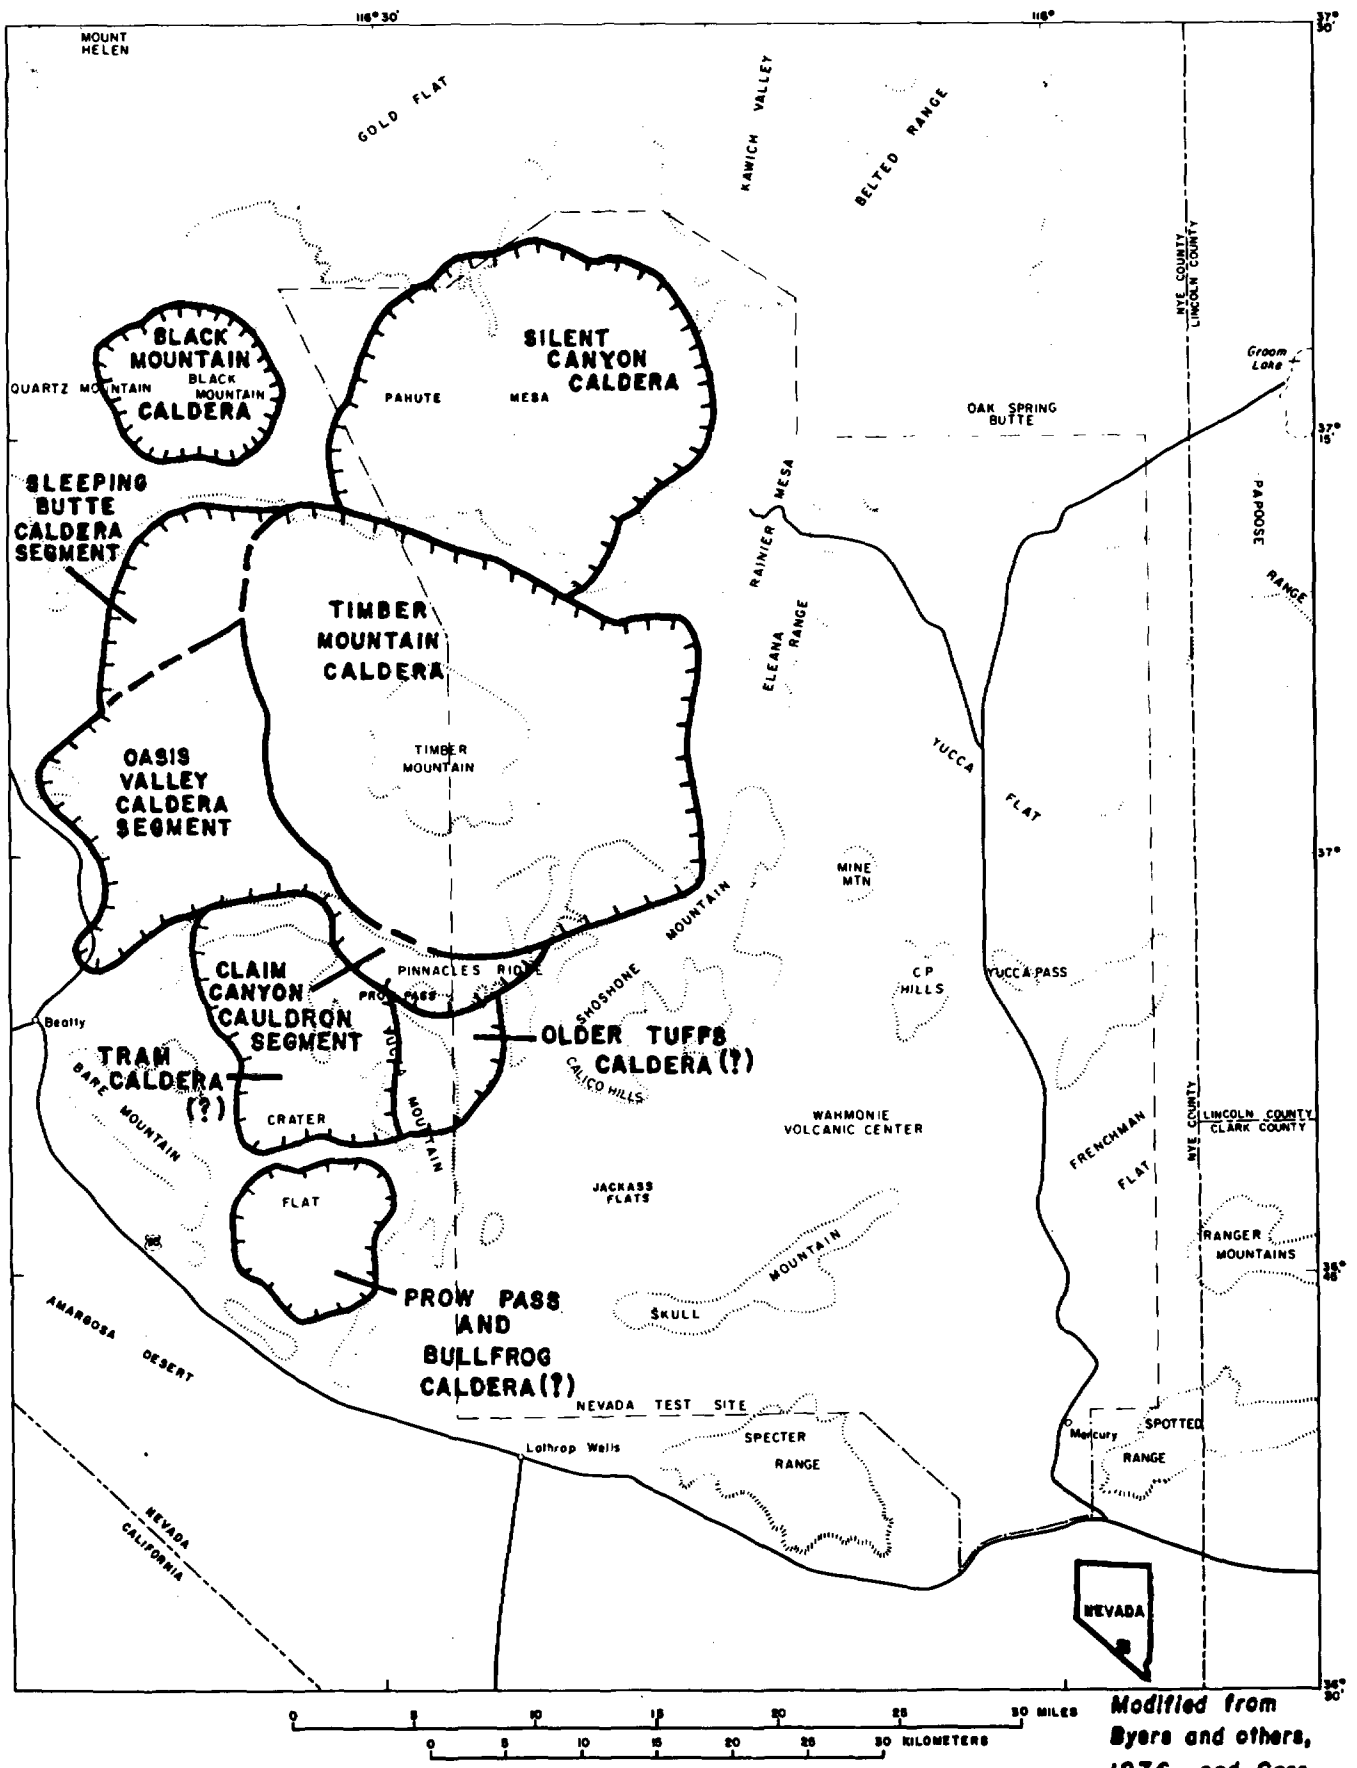 116° 30'
116°
37° 30'
MOUNT
HELEN
GOLD FLAT
KAWICH VALLEY
BELTED RANGE
NYE COUNTY
LINCOLN COUNTY
BLACK
MOUNTAIN
QUARTZ MOUNTAIN
BLACK
MOUNTAIN
CALDERA
SILENT
CANYON
CALDERA
PAHUTE MESA
Groom
Lake
OAK SPRING
BUTTE
37°
15'
SLEEPING
BUTTE
CALDERA
SEGMENT
RAINIER MESA
PAPOOSE
RANGE
TIMBER
MOUNTAIN
CALDERA
ELEANA
RANGE
TIMBER
MOUNTAIN
OASIS
VALLEY
CALDERA
SEGMENT
YUCCA
FLAT
37°
MINE
MTN
SHOSHONE MOUNTAIN
CLAIM
CANYON
CAULDRON
SEGMENT
PINNACLES RIDGE
PROW PASS
CP
HILLS
YUCCA PASS
Beatty
OLDER TUFFS
CALDERA (?)
TRAM
CALDERA
(?)
BARE MOUNTAIN
CALICO HILLS
CRATER
MOUNTAIN
WAHMONIE
VOLCANIC CENTER
FRENCHMAN
FLAT
NYE COUNTY
LINCOLN COUNTY
CLARK COUNTY
FLAT
JACKASS
FLATS
RANGER
MOUNTAINS
SKULL MOUNTAIN
PROW PASS
AND
BULLFROG
CALDERA (?)
AMARGOSA DESERT
NEVADA TEST SITE
SPECTER
RANGE
Mercury
SPOTTED
RANGE
Lathrop Wells
NEVADA
CALIFORNIA
NEVADA
36°
30'
0 5 10 15 20 25 30 MILES
0 5 10 15 20 25 30 KILOMETERS
Modified from
Byers and others,